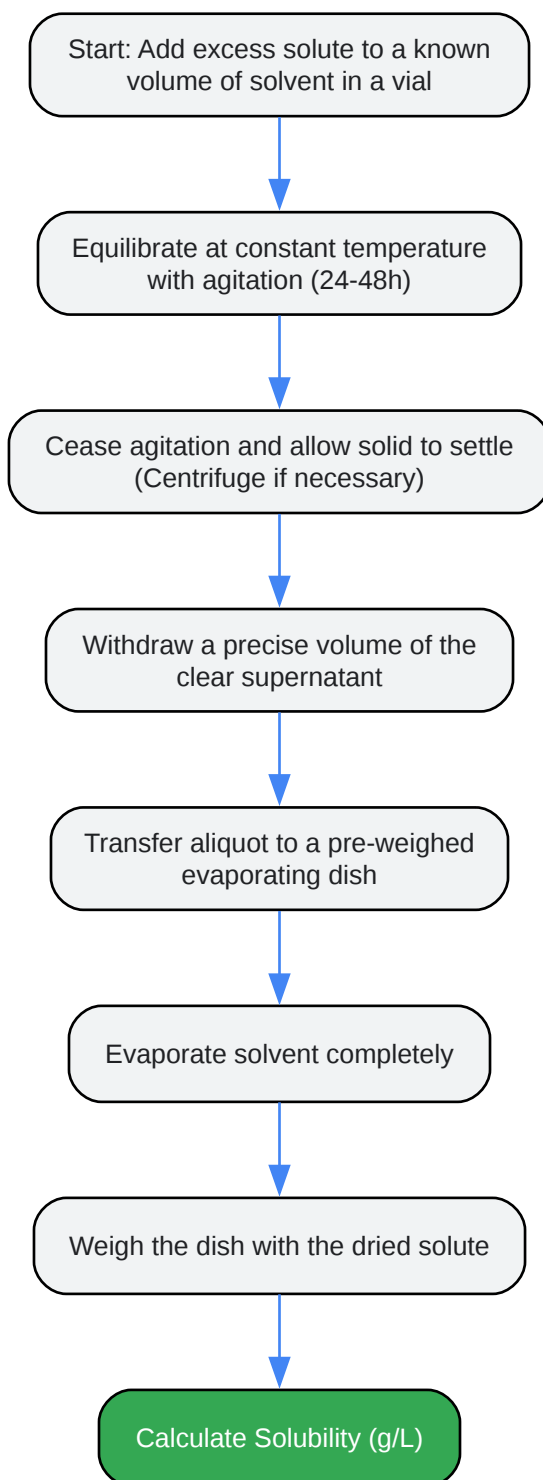 Start: Add excess solute to a known
volume of solvent in a vial
Equilibrate at constant temperature
with agitation (24-48h)
Cease agitation and allow solid to settle
(Centrifuge if necessary)
Withdraw a precise volume of the
clear supernatant
Transfer aliquot to a pre-weighed
evaporating dish
Evaporate solvent completely
Weigh the dish with the dried solute
Calculate Solubility (g/L)